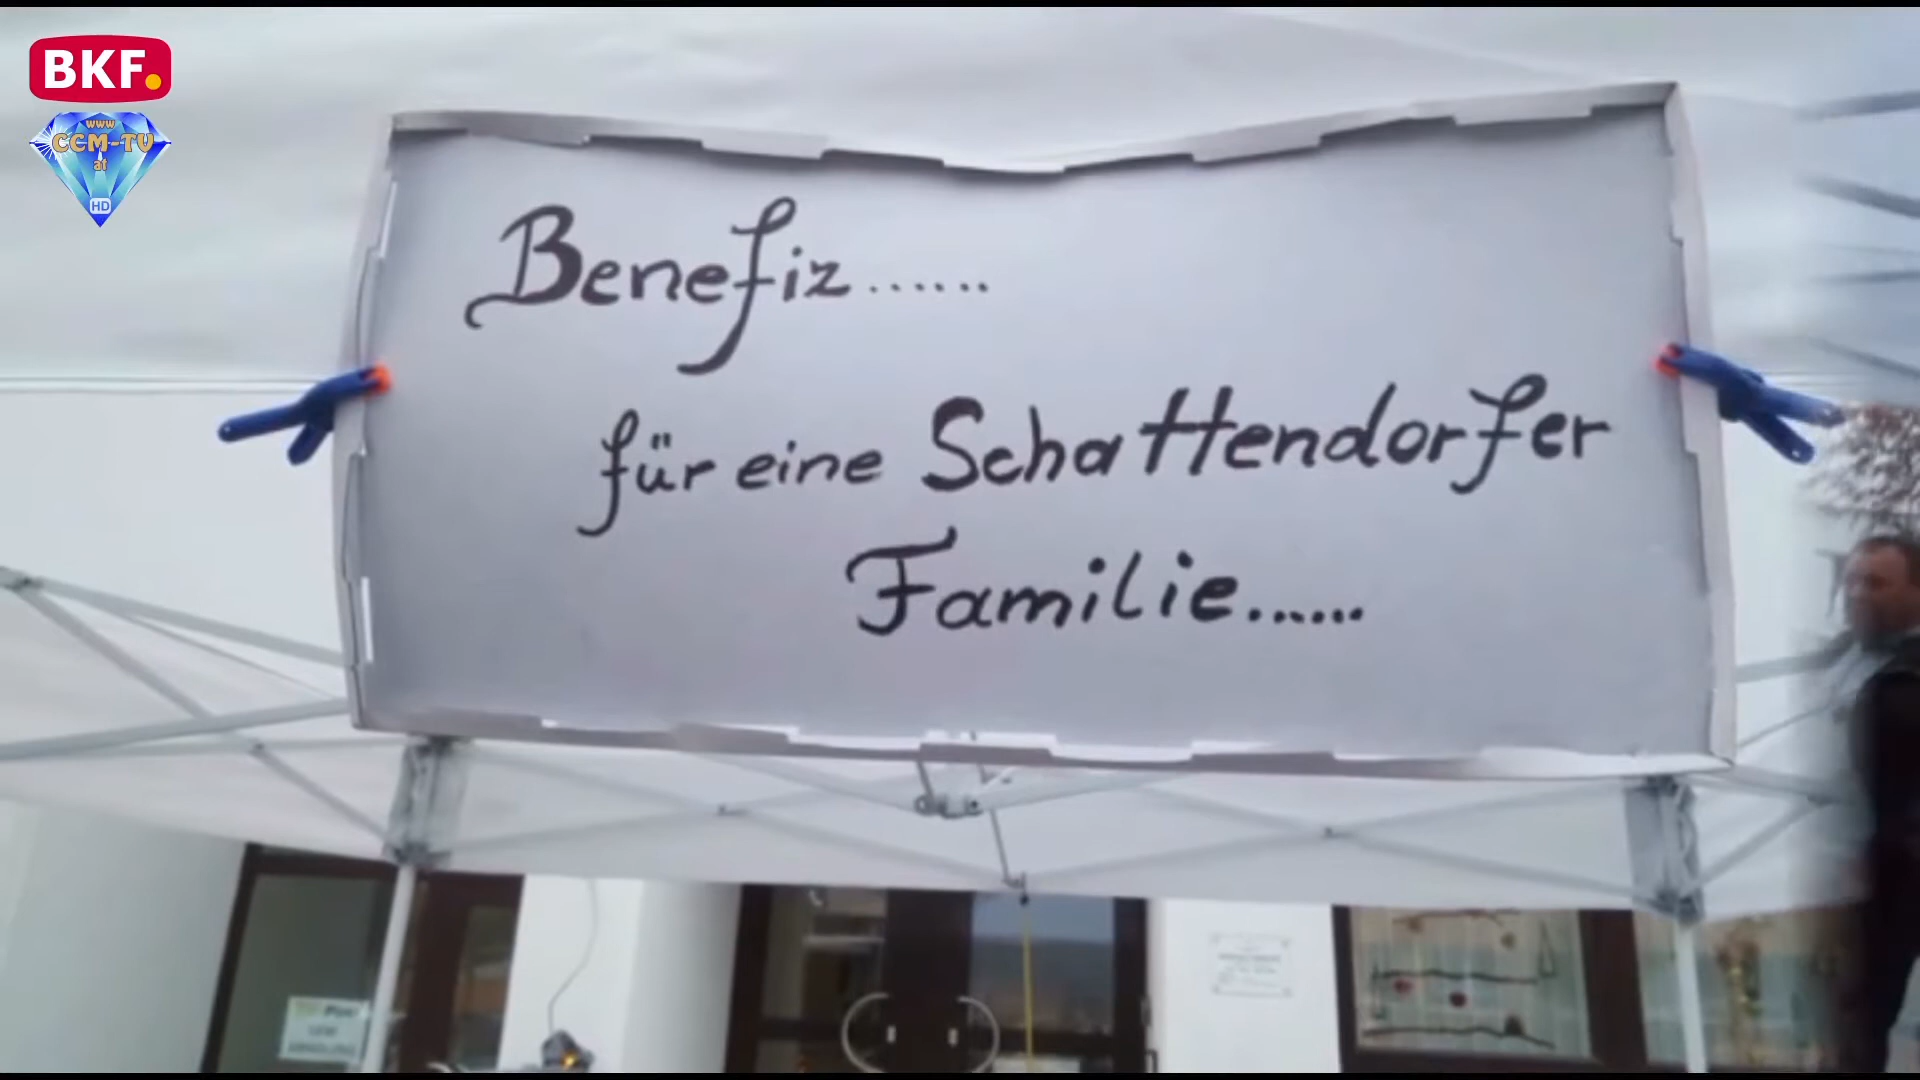 BKF.
www
CCM-TV
at
HD
Benefiz......
für eine Schattendorfer
Familie......